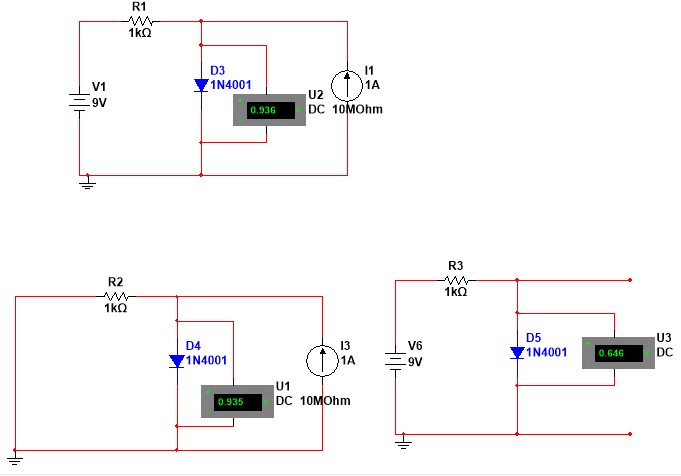 R1
1kΩ
V1
9V
D3
1N4001
U2
DC 10MOhm
0.936
I1
1A
R2
1kΩ
D4
1N4001
U1
DC 10MOhm
0.935
I3
1A
R3
1kΩ
V6
9V
D5
1N4001
U3
DC
0.646